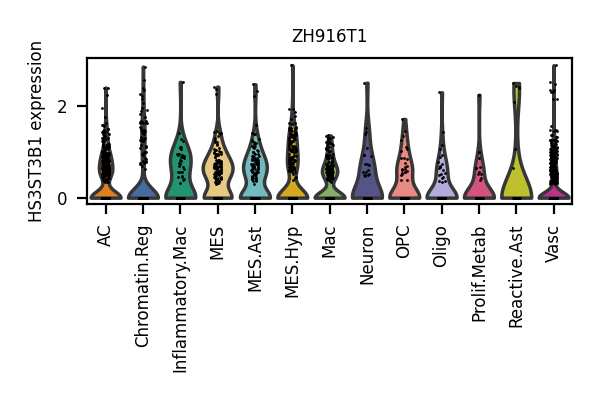 ZH916T1
HS3ST3B1 expression
2
0
AC
Chromatin.Reg
Inflammatory.Mac
MES
MES.Ast
MES.Hyp
Mac
Neuron
OPC
Oligo
Prolif.Metab
Reactive.Ast
Vasc